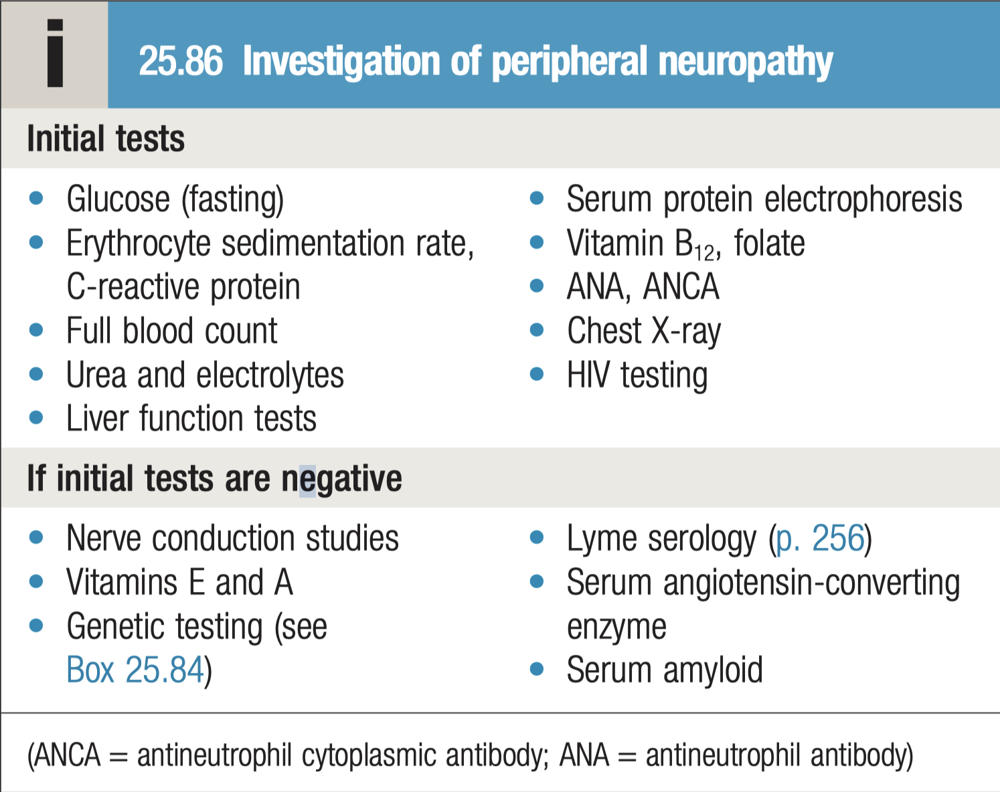 i
25.86 Investigation of peripheral neuropathy
Initial tests
• Glucose (fasting)
• Erythrocyte sedimentation rate,
C-reactive protein
• Full blood count
• Urea and electrolytes
• Liver function tests
• Serum protein electrophoresis
• Vitamin B₁₂, folate
• ANA, ANCA
• Chest X-ray
• HIV testing
If initial tests are negative
• Nerve conduction studies
• Vitamins E and A
• Genetic testing (see
Box 25.84)
• Lyme serology (p. 256)
• Serum angiotensin-converting
enzyme
• Serum amyloid
(ANCA = antineutrophil cytoplasmic antibody; ANA = antineutrophil antibody)